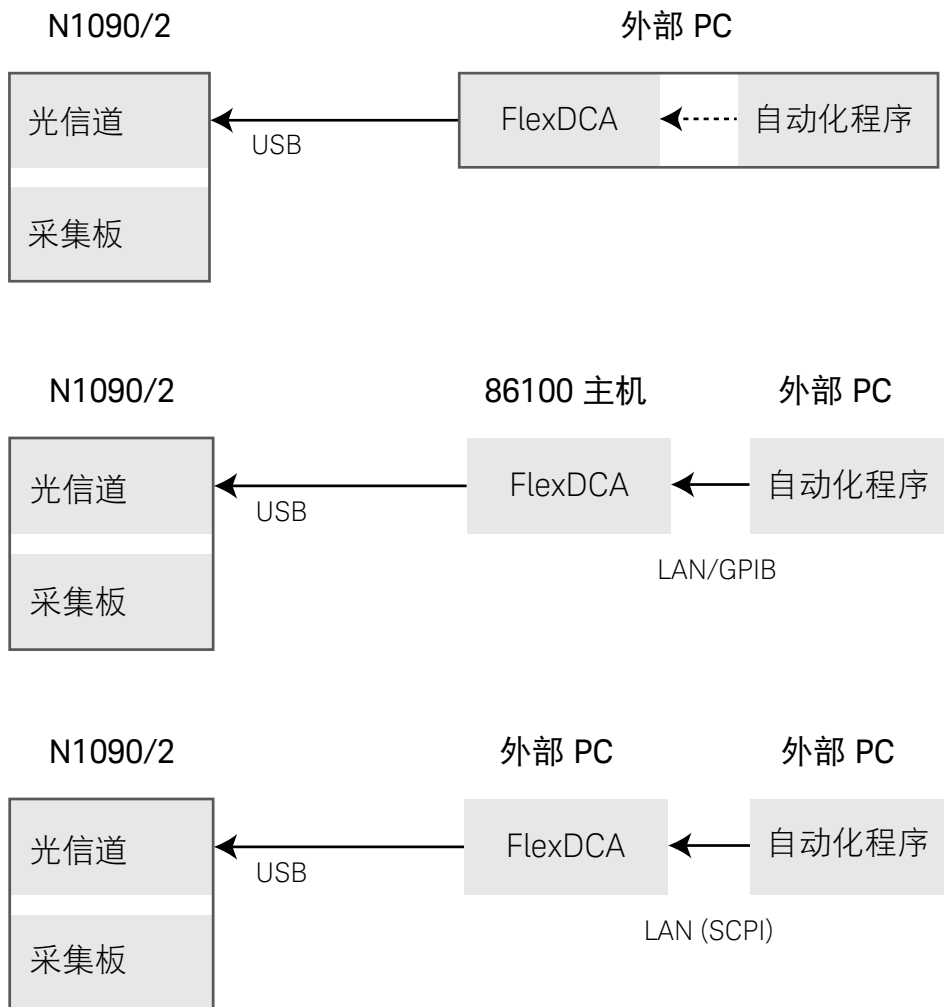 N1090/2
外部 PC
光信道
USB
FlexDCA
自动化程序
采集板
N1090/2
86100 主机
外部 PC
光信道
USB
FlexDCA
自动化程序
LAN/GPIB
采集板
N1090/2
外部 PC
外部 PC
光信道
USB
FlexDCA
自动化程序
LAN (SCPI)
采集板